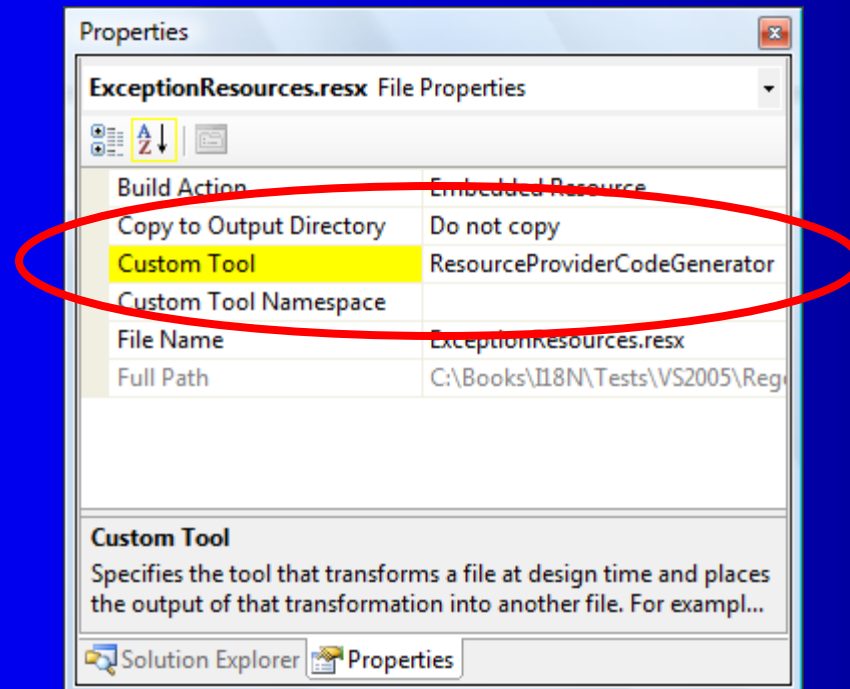 Properties
ExceptionResources.resx File Properties
Build Action Embedded Resource
Copy to Output Directory Do not copy
Custom Tool ResourceProviderCodeGenerator
Custom Tool Namespace
File Name ExceptionResources.resx
Full Path C:\Books\I18N\Tests\VS2005\Reg
Custom Tool
Specifies the tool that transforms a file at design time and places
the output of that transformation into another file. For exampl...
Solution Explorer Properties